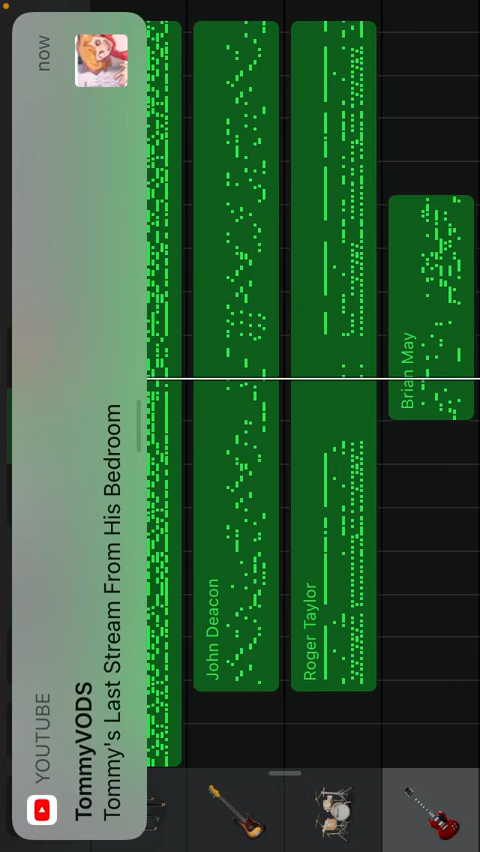 YOUTUBE
now
TommyVODS
Tommy's Last Stream From His Bedroom
John Deacon
Roger Taylor
Brian May